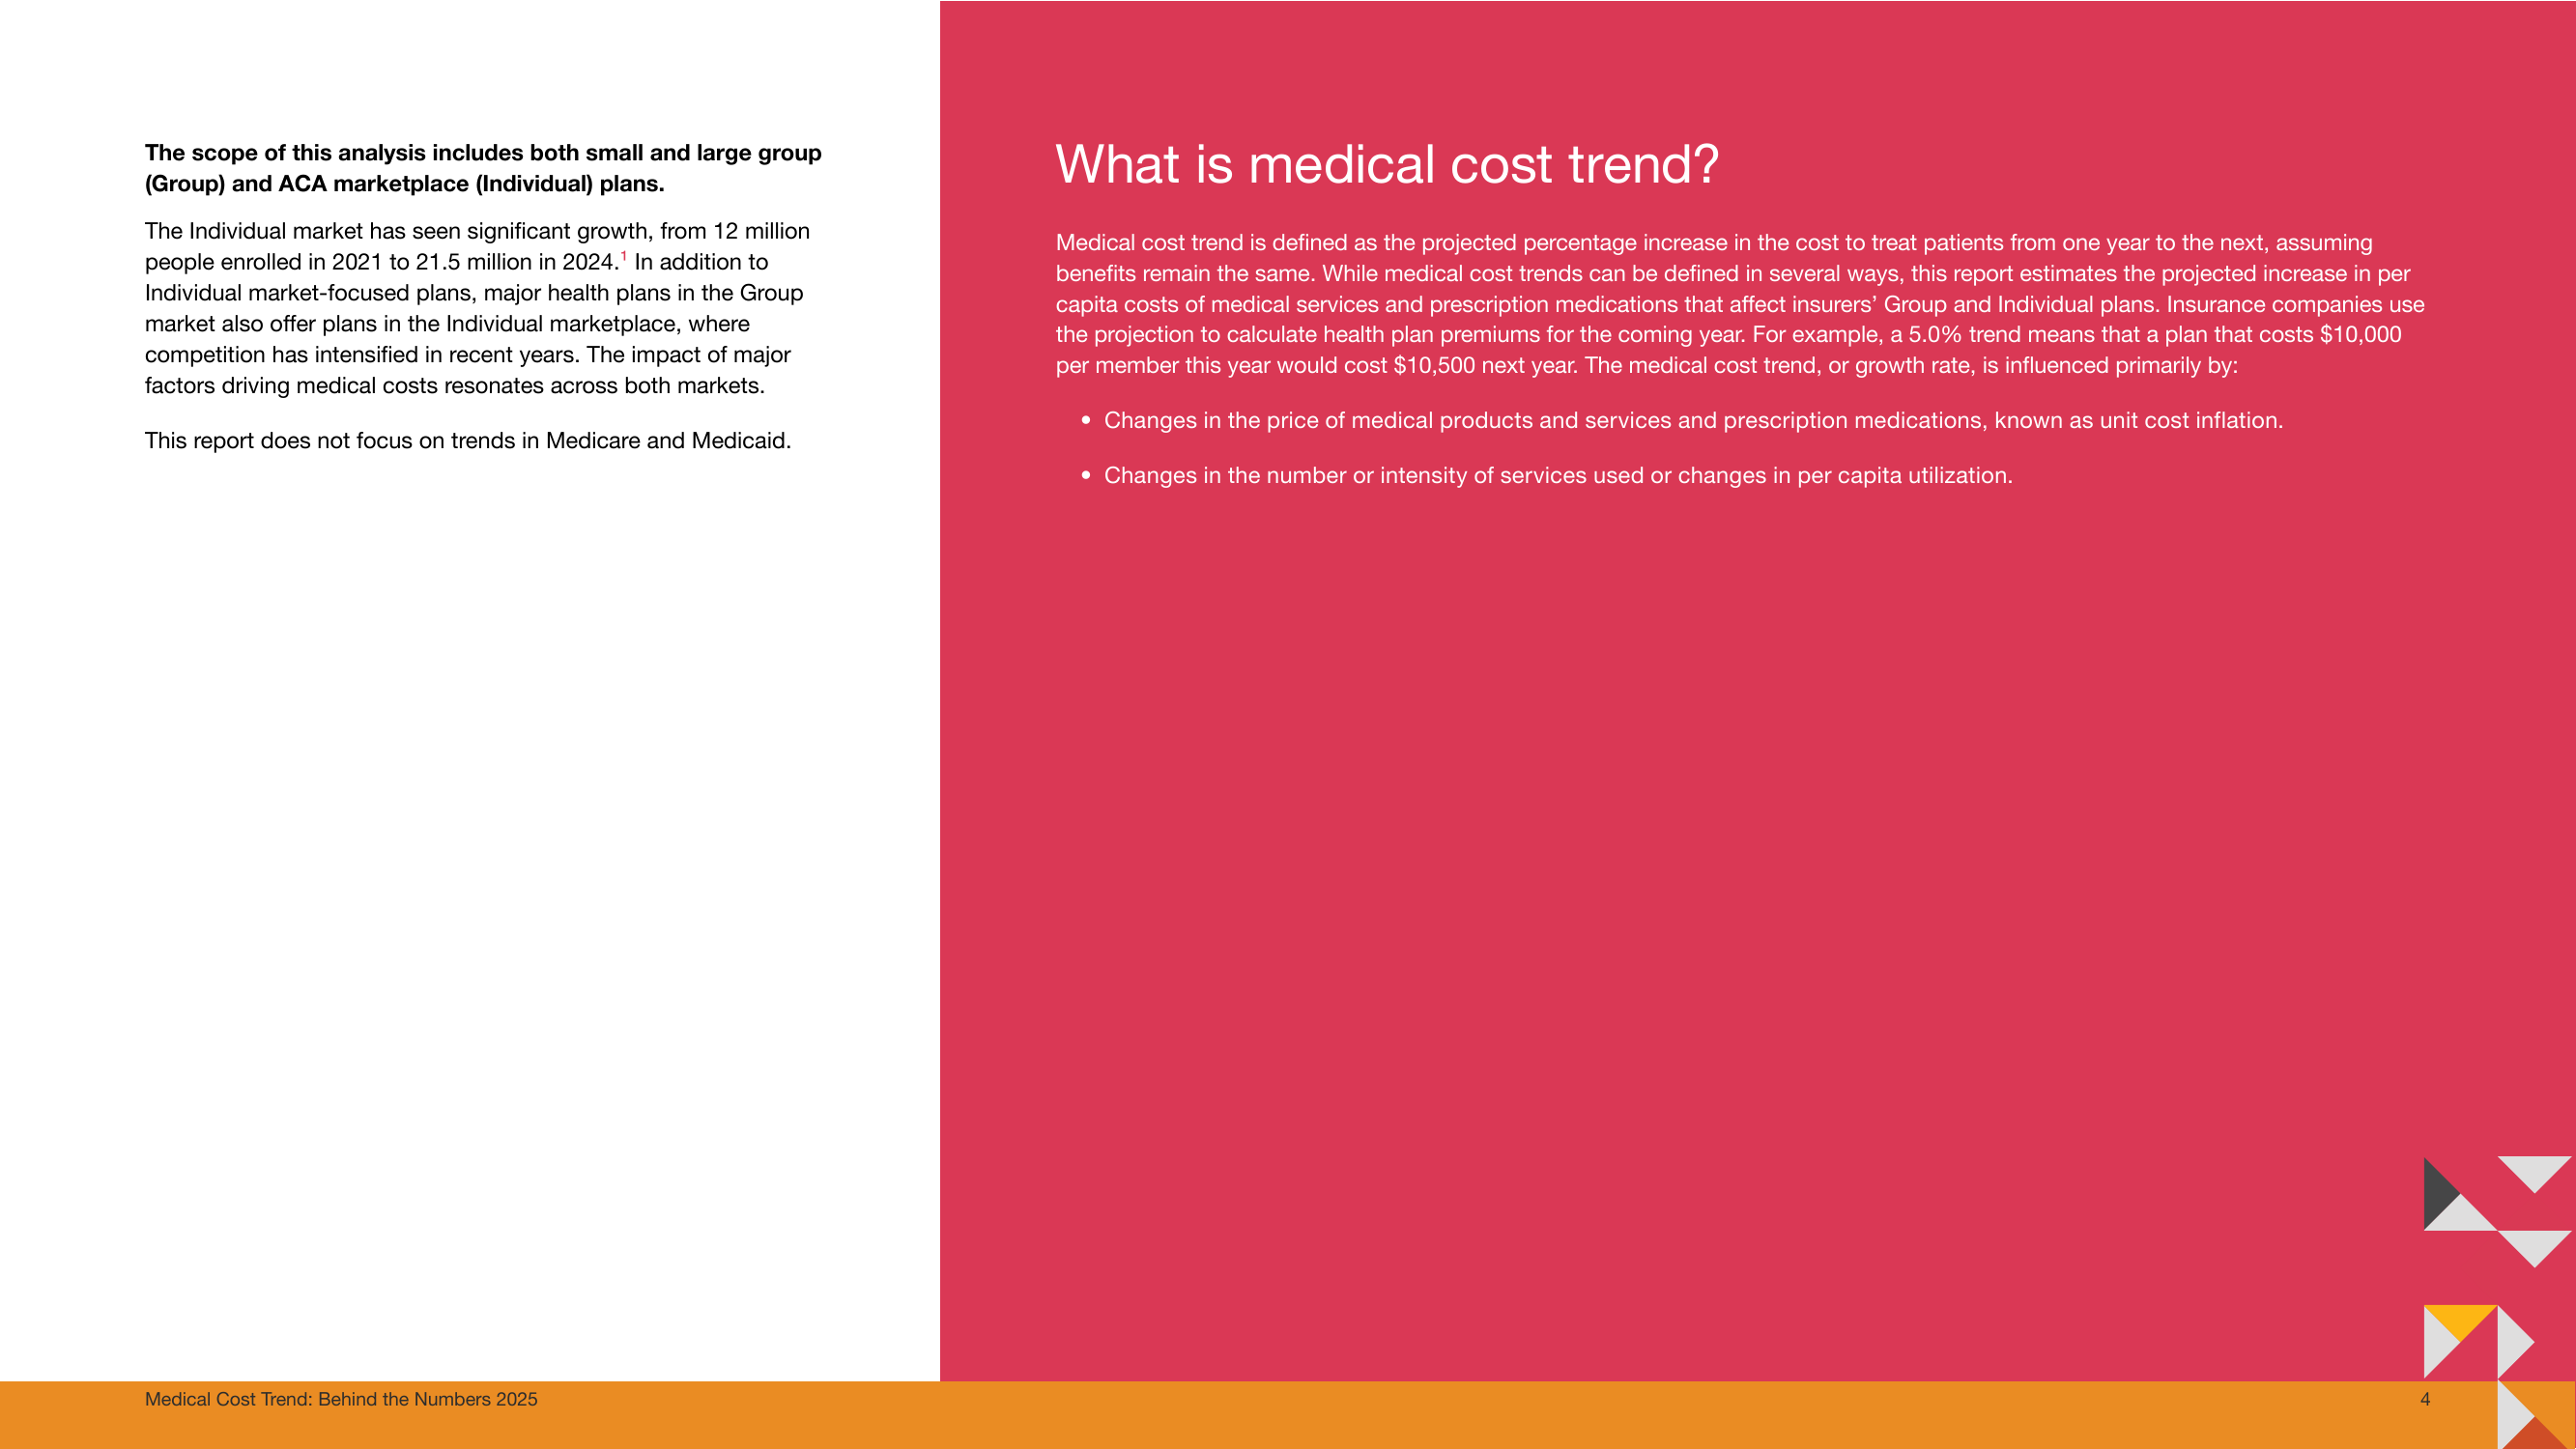 The scope of this analysis includes both small and large group
(Group) and ACA marketplace (Individual) plans.
The Individual market has seen significant growth, from 12 million
people enrolled in 2021 to 21.5 million in 2024.1 In addition to
Individual market-focused plans, major health plans in the Group
market also offer plans in the Individual marketplace, where
competition has intensified in recent years. The impact of major
factors driving medical costs resonates across both markets.
This report does not focus on trends in Medicare and Medicaid.
What is medical cost trend?
Medical cost trend is defined as the projected percentage increase in the cost to treat patients from one year to the next, assuming
benefits remain the same. While medical cost trends can be defined in several ways, this report estimates the projected increase in per
capita costs of medical services and prescription medications that affect insurers’ Group and Individual plans. Insurance companies use
the projection to calculate health plan premiums for the coming year. For example, a 5.0% trend means that a plan that costs $10,000
per member this year would cost $10,500 next year. The medical cost trend, or growth rate, is influenced primarily by:
• Changes in the price of medical products and services and prescription medications, known as unit cost inflation.
• Changes in the number or intensity of services used or changes in per capita utilization.
Medical Cost Trend: Behind the Numbers 2025
4